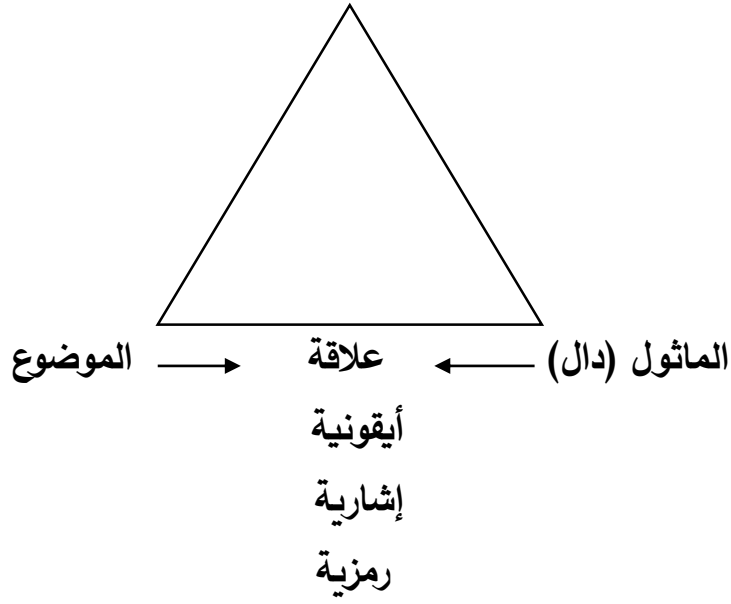 الماثول (دال) علاقة الموضوع
أيقونية
إشارية
رمزية